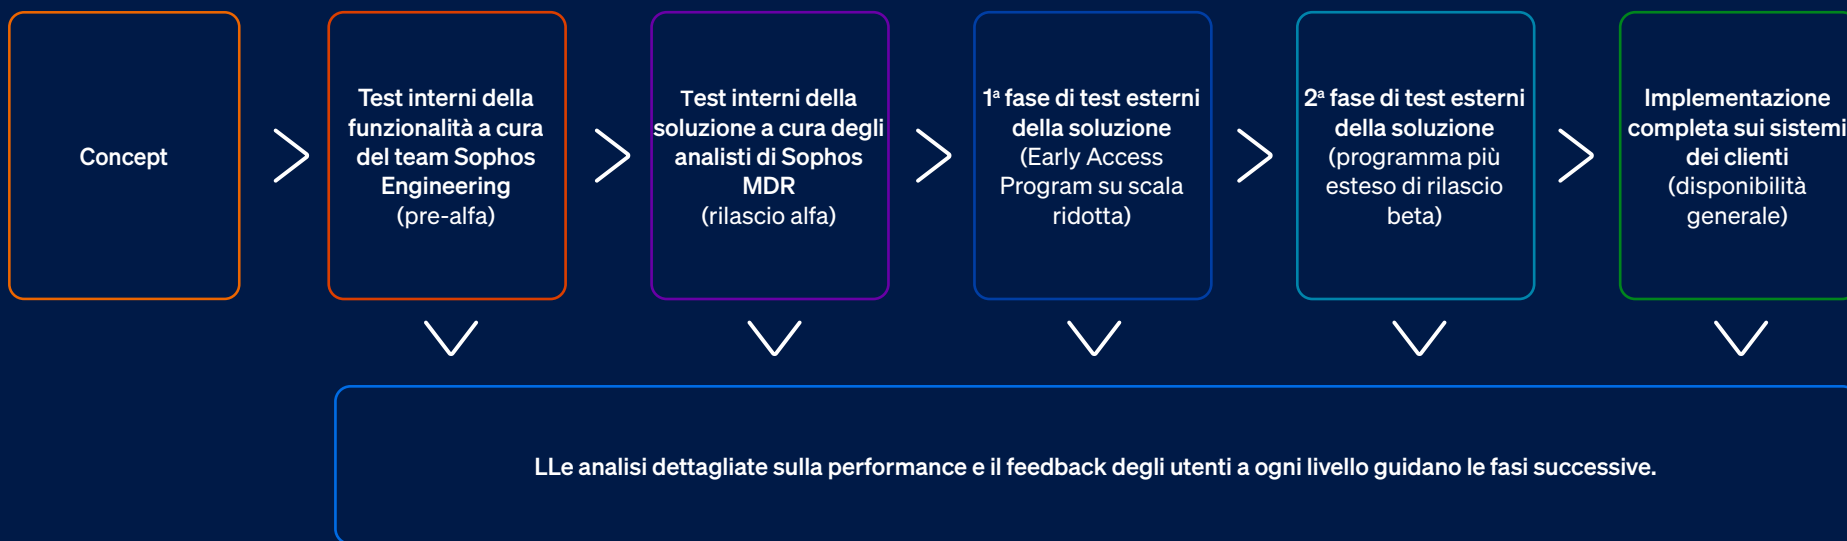 Concept
Test interni della
funzionalità a cura
del team Sophos
Engineering
(pre-alfa)
Test interni della
soluzione a cura degli
analisti di Sophos
MDR
(rilascio alfa)
1ª fase di test esterni
della soluzione
(Early Access
Program su scala
ridotta)
2ª fase di test esterni
della soluzione
(programma più
esteso di rilascio
beta)
Implementazione
completa sui sistemi
dei clienti
(disponibilità
generale)
LLe analisi dettagliate sulla performance e il feedback degli utenti a ogni livello guidano le fasi successive.